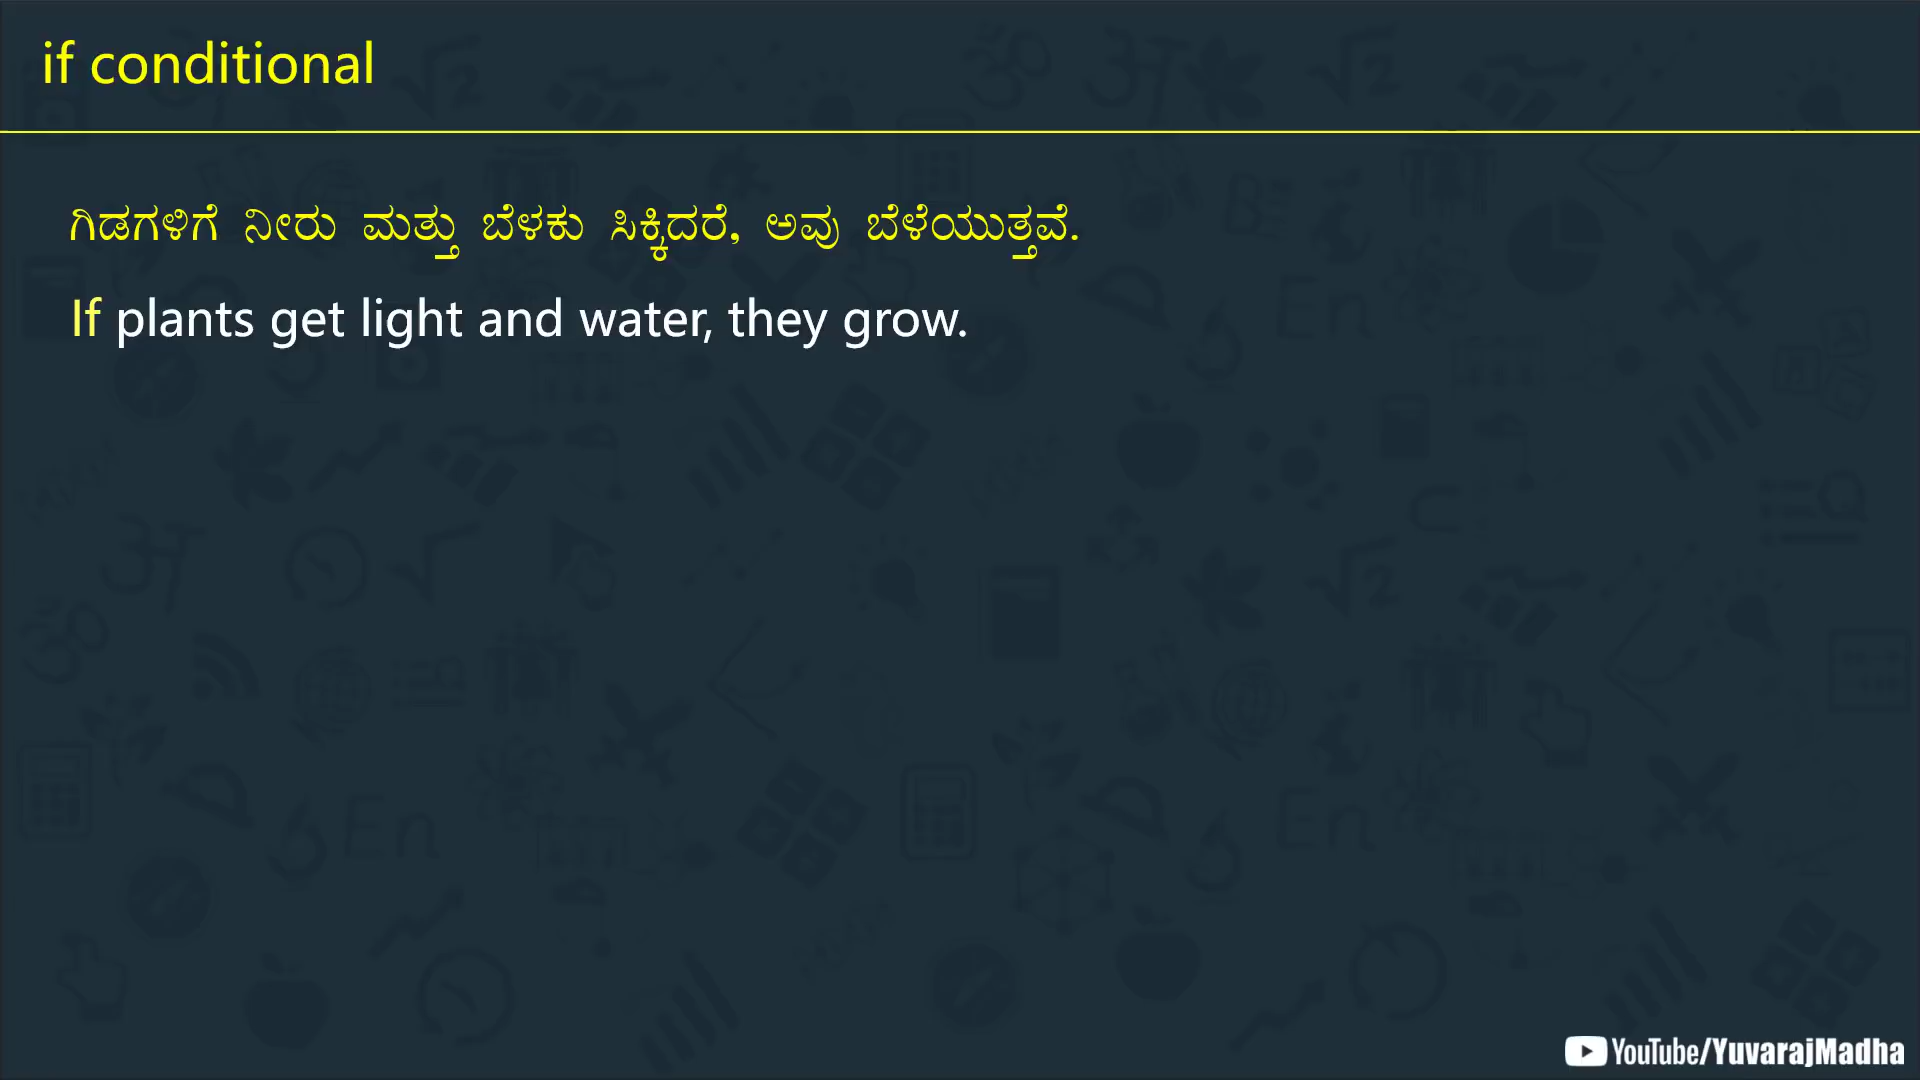 if conditional
ಗಿಡಗಳಿಗೆ ನೀರು ಮತ್ತು ಬೆಳಕು ಸಿಕ್ಕಿದರೆ, ಅವು ಬೆಳೆಯುತ್ತವೆ.
If plants get light and water, they grow.
YouTube/YuvarajMadha